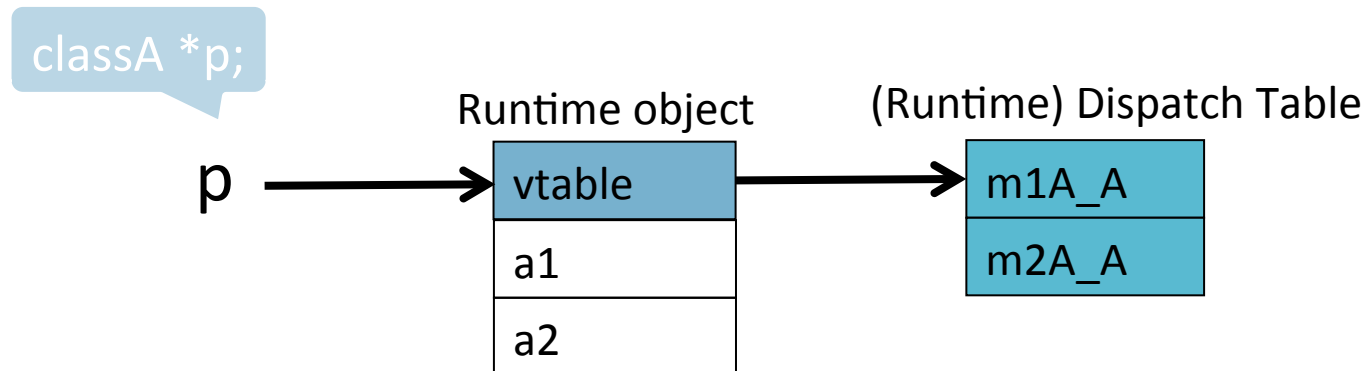 classA *p;
Runtime object
(Runtime) Dispatch Table
p
vtable
m1A_A
a1
m2A_A
a2